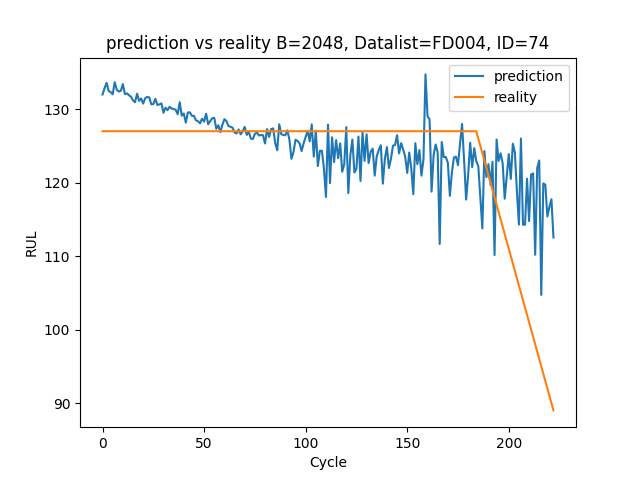 prediction vs reality B=2048, Datalist=FD004, ID=74
prediction
reality
130
120
110
100
90
RUL
0
50
100
150
200
Cycle